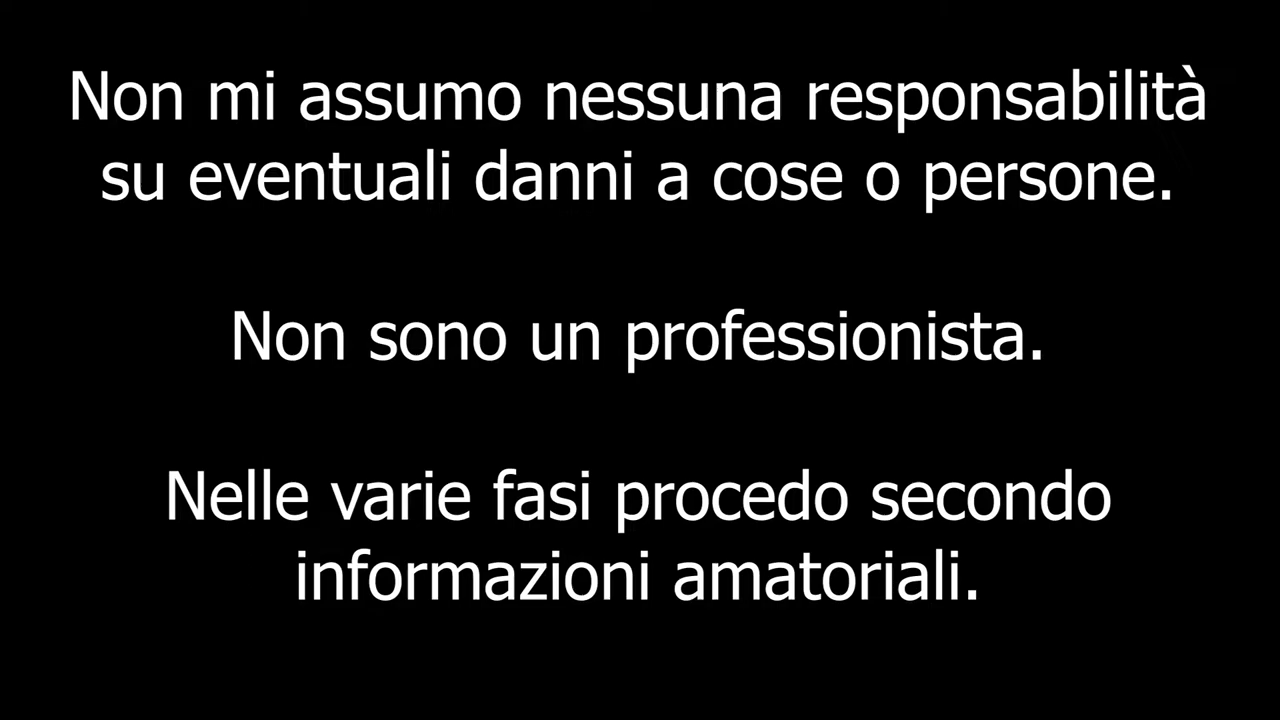 Non mi assumo nessuna responsabilità
su eventuali danni a cose o persone.
Non sono un professionista.
Nelle varie fasi procedo secondo
informazioni amatoriali.